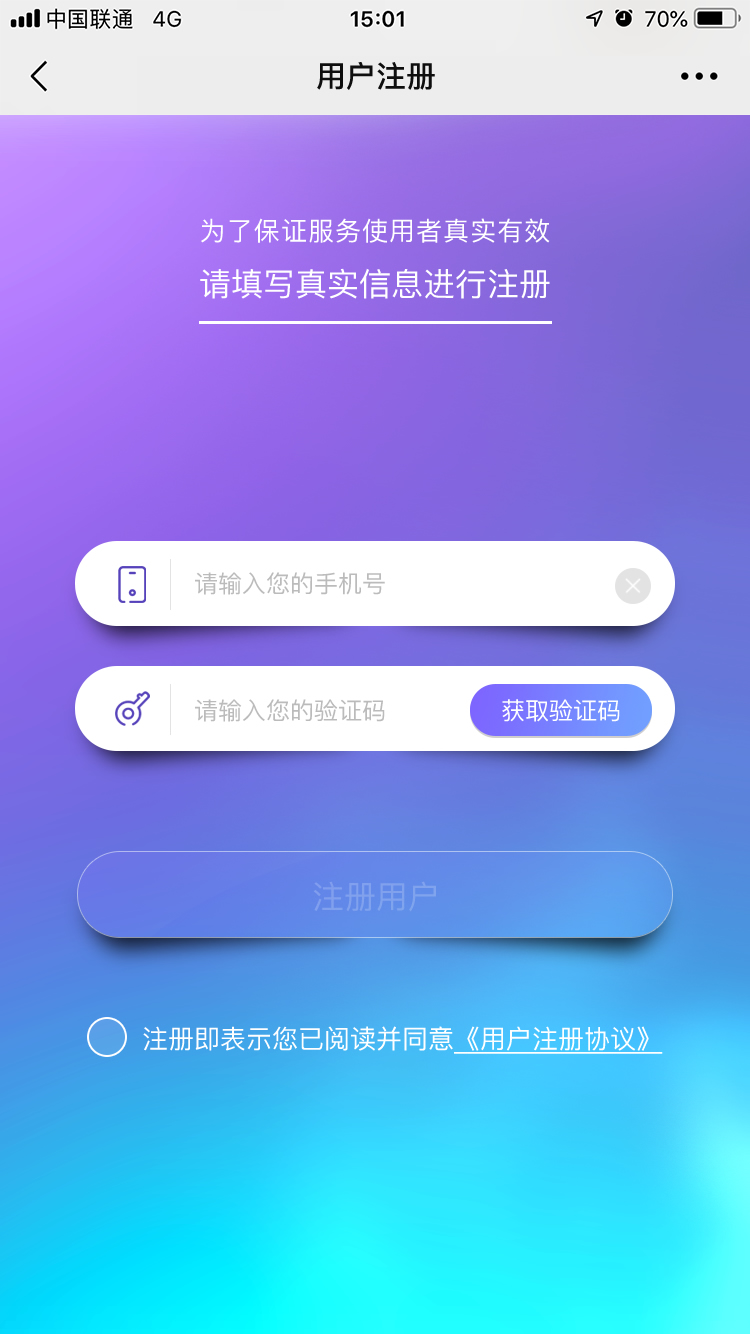 中国联通 4G 15:01 70%
用户注册
为了保证服务使用者真实有效
请填写真实信息进行注册
请输入您的手机号
请输入您的验证码 获取验证码
注册用户
注册即表示您已阅读并同意《用户注册协议》